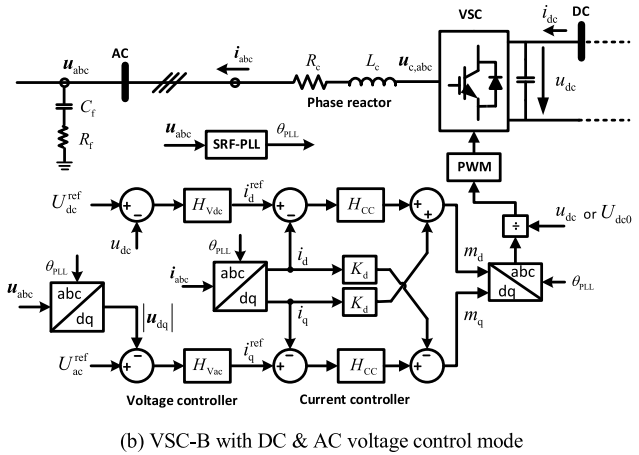 VSC
DC
i_dc
u_abc
AC
i_abc
R_c
L_c
u_c,abc
Phase reactor
C_f
R_f
u_dc
u_abc
SRF-PLL
θ_PLL
PWM
U_dc^ref
+
−
u_dc
H_Vdc
i_d^ref
+
−
H_CC
+
+
÷
u_dc or U_dc0
θ_PLL
i_d
K_d
m_d
i_abc
abc
dq
K_d
abc
dq
θ_PLL
θ_PLL
u_abc
abc
dq
|u_dq|
i_q
m_q
U_ac^ref
+
−
H_Vac
i_q^ref
+
−
H_CC
+
−
Voltage controller
Current controller
(b) VSC-B with DC & AC voltage control mode